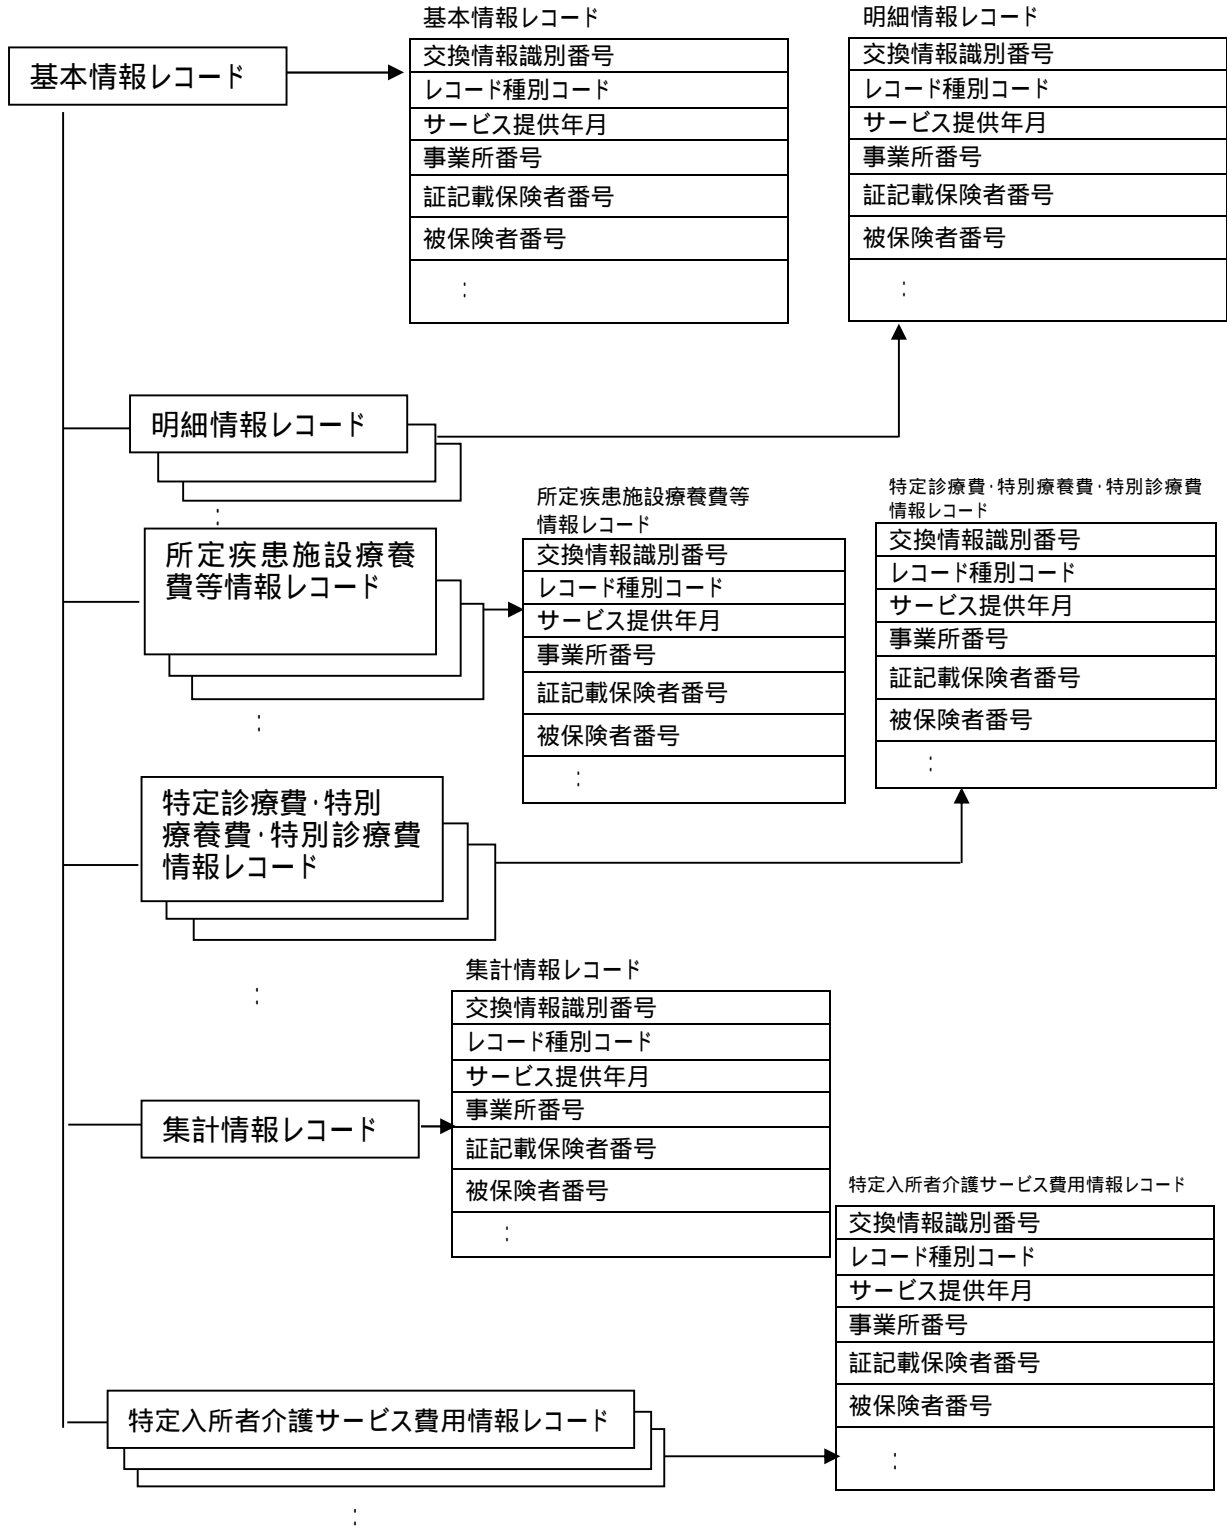 基本情報レコード
基本情報レコード
交換情報識別番号
レコード種別コード
サービス提供年月
事業所番号
証記載保険者番号
被保険者番号
:
明細情報レコード
交換情報識別番号
レコード種別コード
サービス提供年月
事業所番号
証記載保険者番号
被保険者番号
:
明細情報レコード
:
所定疾患施設療養
費等情報レコード
:
所定疾患施設療養費等
情報レコード
交換情報識別番号
レコード種別コード
サービス提供年月
事業所番号
証記載保険者番号
被保険者番号
:
特定診療費・特別療養費・特別診療費
情報レコード
交換情報識別番号
レコード種別コード
サービス提供年月
事業所番号
証記載保険者番号
被保険者番号
:
特定診療費・特別
療養費・特別診療費
情報レコード
:
集計情報レコード
集計情報レコード
交換情報識別番号
レコード種別コード
サービス提供年月
事業所番号
証記載保険者番号
被保険者番号
:
特定入所者介護サービス費用情報レコード
交換情報識別番号
レコード種別コード
サービス提供年月
事業所番号
証記載保険者番号
被保険者番号
:
特定入所者介護サービス費用情報レコード
: